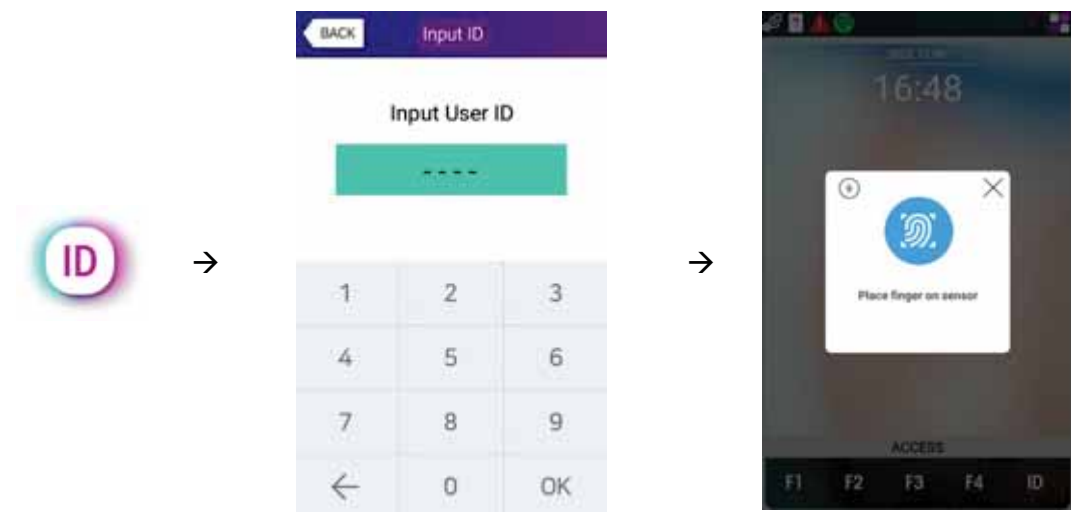 ID
→
BACK
Input ID
Input User ID
----
1 2 3
4 5 6
7 8 9
← 0 OK
→
16:48
Place finger on sensor
ACCESS
F1 F2 F3 F4 ID